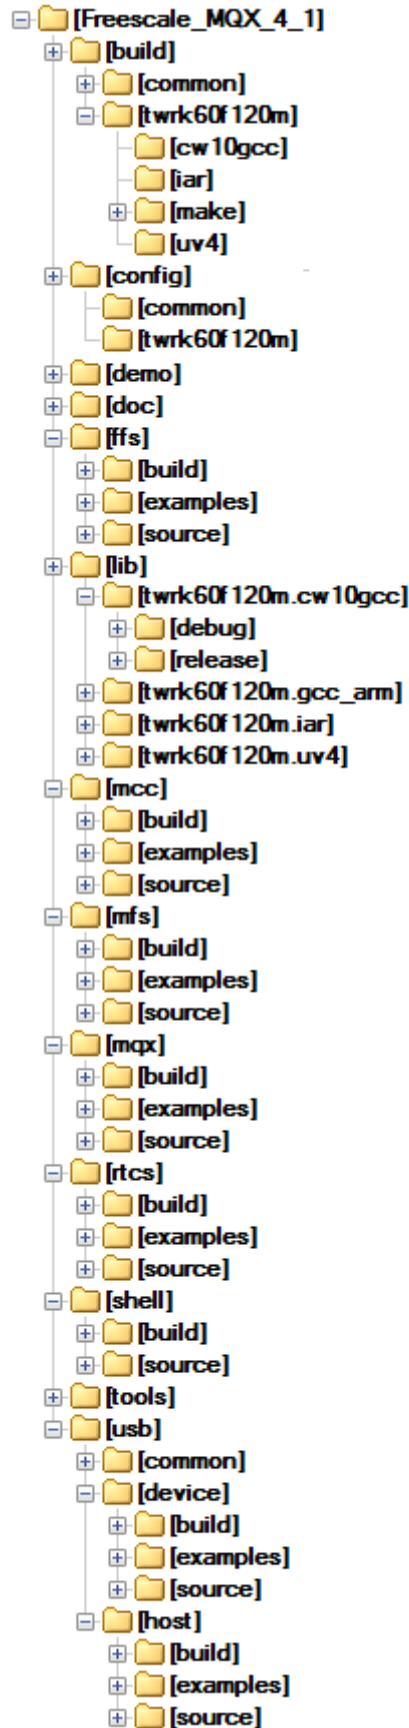 [Freescale_MQX_4_1]
[build]
[common]
[twrk60f120m]
[cw10gcc]
[iar]
[make]
[uv4]
[config]
[common]
[twrk60f120m]
[demo]
[doc]
[ffs]
[build]
[examples]
[source]
[lib]
[twrk60f120m.cw10gcc]
[debug]
[release]
[twrk60f120m.gcc_arm]
[twrk60f120m.iar]
[twrk60f120m.uv4]
[mcc]
[build]
[examples]
[source]
[mfs]
[build]
[examples]
[source]
[mqx]
[build]
[examples]
[source]
[rtcs]
[build]
[examples]
[source]
[shell]
[build]
[source]
[tools]
[usb]
[common]
[device]
[build]
[examples]
[source]
[host]
[build]
[examples]
[source]